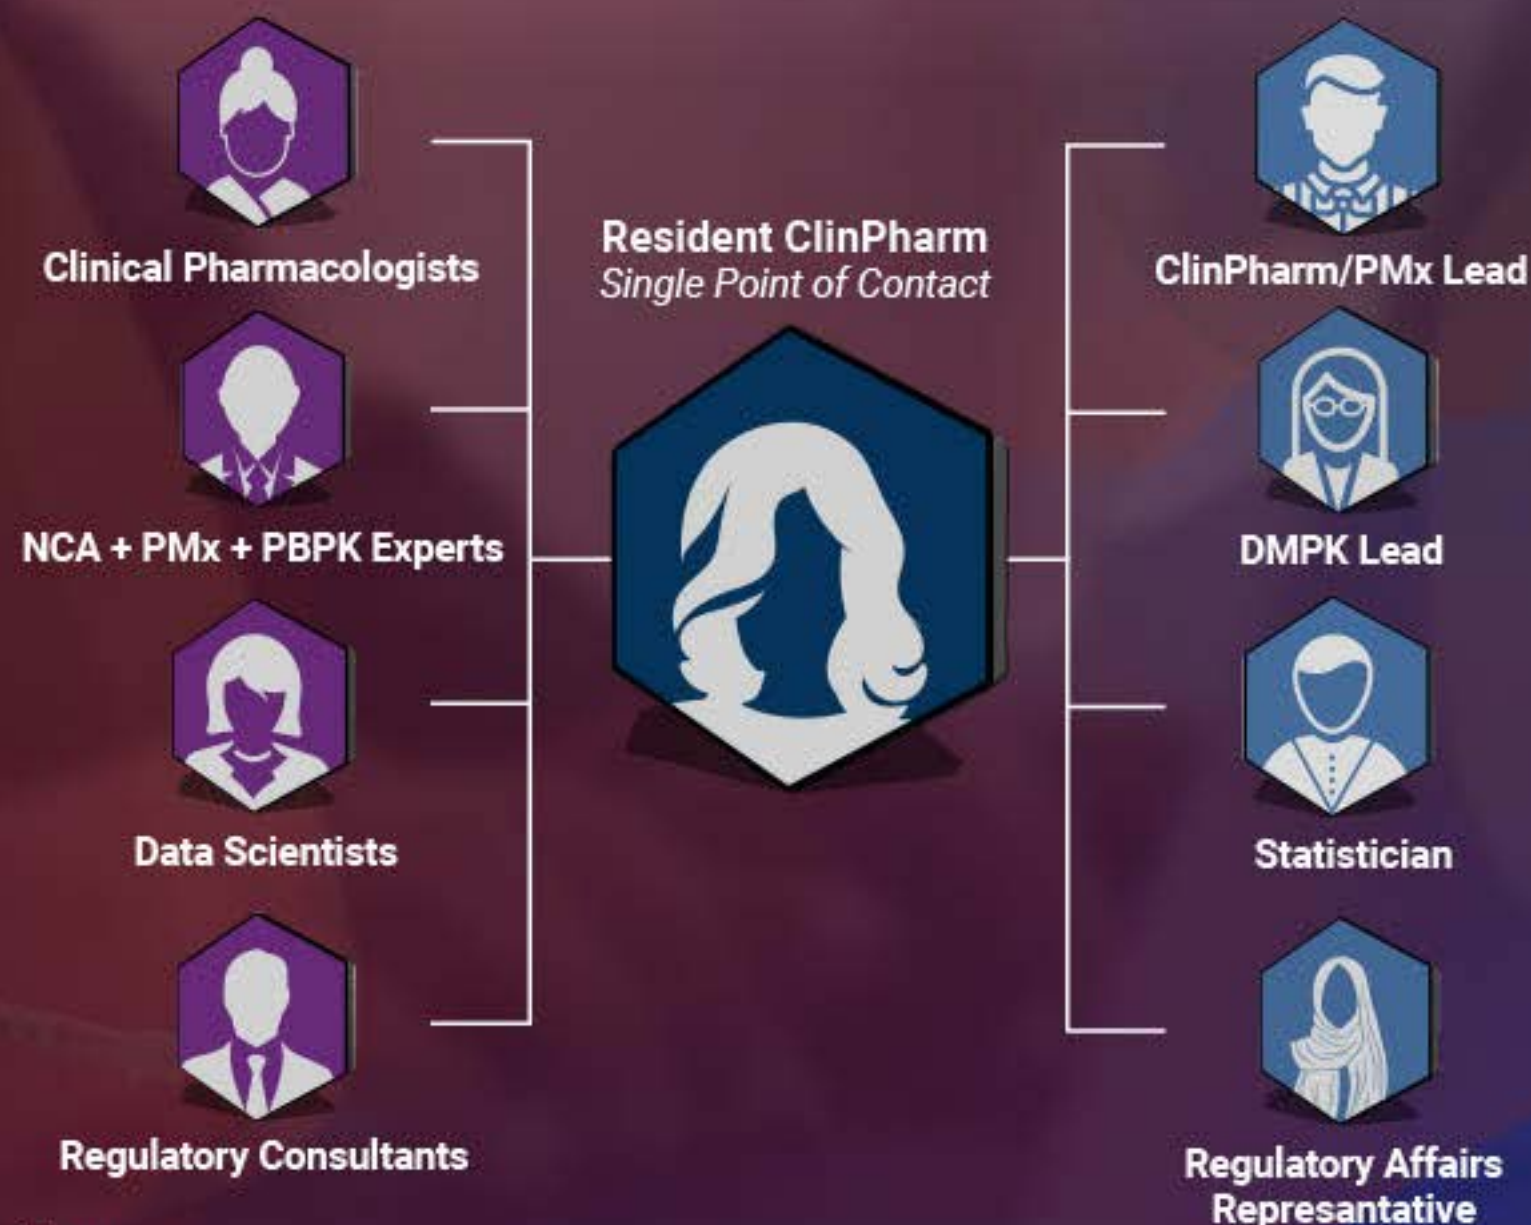 Clinical Pharmacologists
NCA + PMx + PBPK Experts
Data Scientists
Regulatory Consultants
Resident ClinPharm
Single Point of Contact
ClinPharm/PMx Lead
DMPK Lead
Statistician
Regulatory Affairs
Represantative